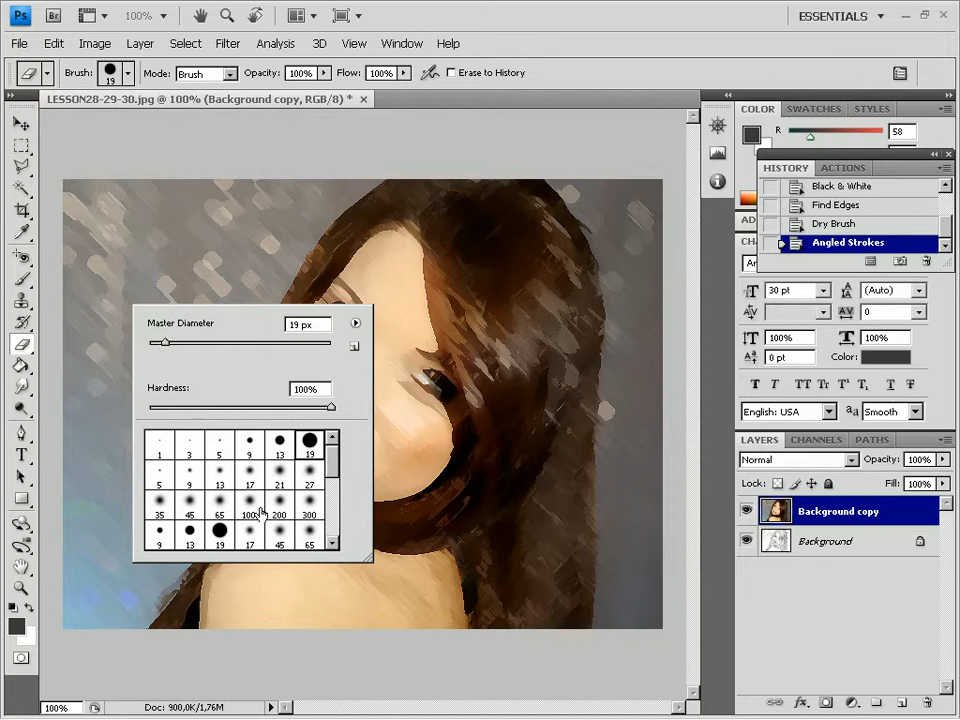 Ps Br 100% ESSENTIALS
File Edit Image Layer Select Filter Analysis 3D View Window Help
Brush: 19 Mode: Brush Opacity: 100% Flow: 100% Erase to History
LESSON28-29-30.jpg @ 100% (Background copy, RGB/8) *
COLOR SWATCHES STYLES
R 58
HISTORY ACTIONS
Black & White
Find Edges
Dry Brush
Angled Strokes
30 pt (Auto)
0
100% 100%
0 pt Color:
T T TT Tr T¹ T, T T
English: USA aa Smooth
LAYERS CHANNELS PATHS
Normal Opacity: 100%
Lock: Fill: 100%
Background copy
Background
Master Diameter 19 px
Hardness: 100%
1 3 5 9 13 19
5 9 13 17 21 27
35 45 65 100 200 300
9 13 19 17 45 65
100% Doc: 900,0K/1,76M